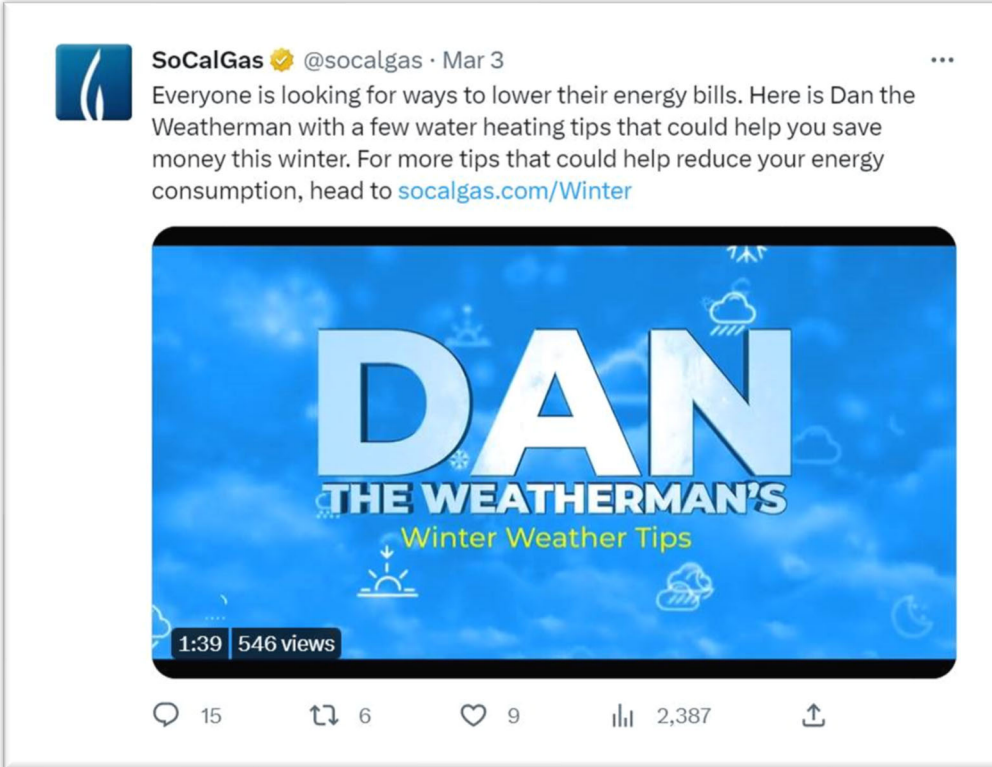 SoCalGas @socalgas · Mar 3
Everyone is looking for ways to lower their energy bills. Here is Dan the
Weatherman with a few water heating tips that could help you save
money this winter. For more tips that could help reduce your energy
consumption, head to socalgas.com/Winter
DAN
THE WEATHERMAN'S
Winter Weather Tips
1:39 546 views
15 6 9 2,387